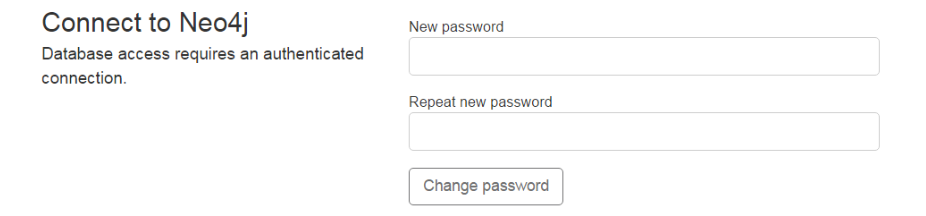 Connect to Neo4j
Database access requires an authenticated
connection.
New password
Repeat new password
Change password